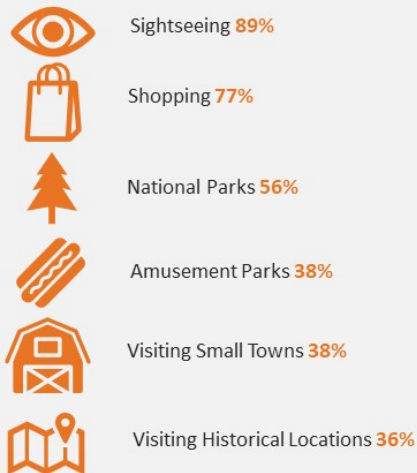 Sightseeing 89%
Shopping 77%
National Parks 56%
Amusement Parks 38%
Visiting Small Towns 38%
Visiting Historical Locations 36%